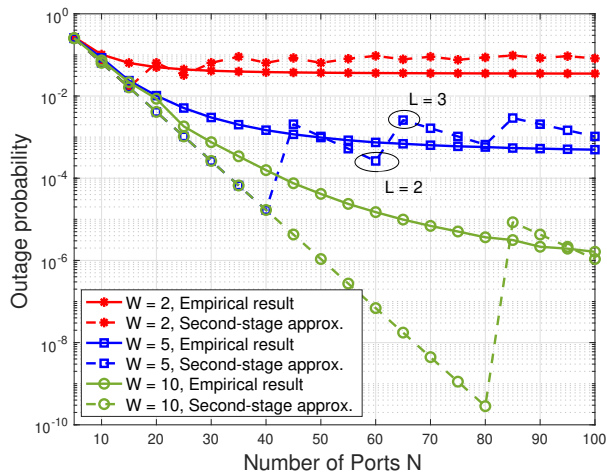 Outage probability
10^0
10^-2
10^-4
10^-6
10^-8
10^-10
L = 3
L = 2
W = 2, Empirical result
W = 2, Second-stage approx.
W = 5, Empirical result
W = 5, Second-stage approx.
W = 10, Empirical result
W = 10, Second-stage approx.
10 20 30 40 50 60 70 80 90 100
Number of Ports N